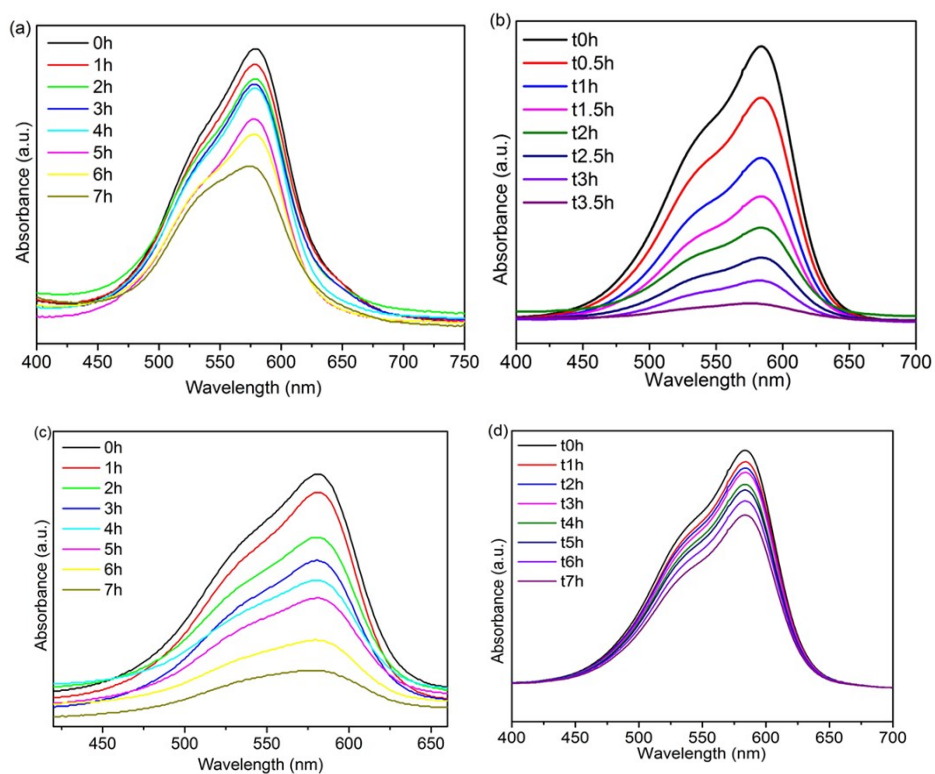 (a)
0h
1h
2h
3h
4h
5h
6h
7h
Absorbance (a.u.)
400 450 500 550 600 650 700 750
Wavelength (nm)
(b)
t0h
t0.5h
t1h
t1.5h
t2h
t2.5h
t3h
t3.5h
Absorbance (a.u.)
400 450 500 550 600 650 700
Wavelength (nm)
(c)
0h
1h
2h
3h
4h
5h
6h
7h
Absorbance (a.u.)
450 500 550 600 650
Wavelength (nm)
(d)
t0h
t1h
t2h
t3h
t4h
t5h
t6h
t7h
Absorbance (a.u.)
400 450 500 550 600 650 700
Wavelength (nm)